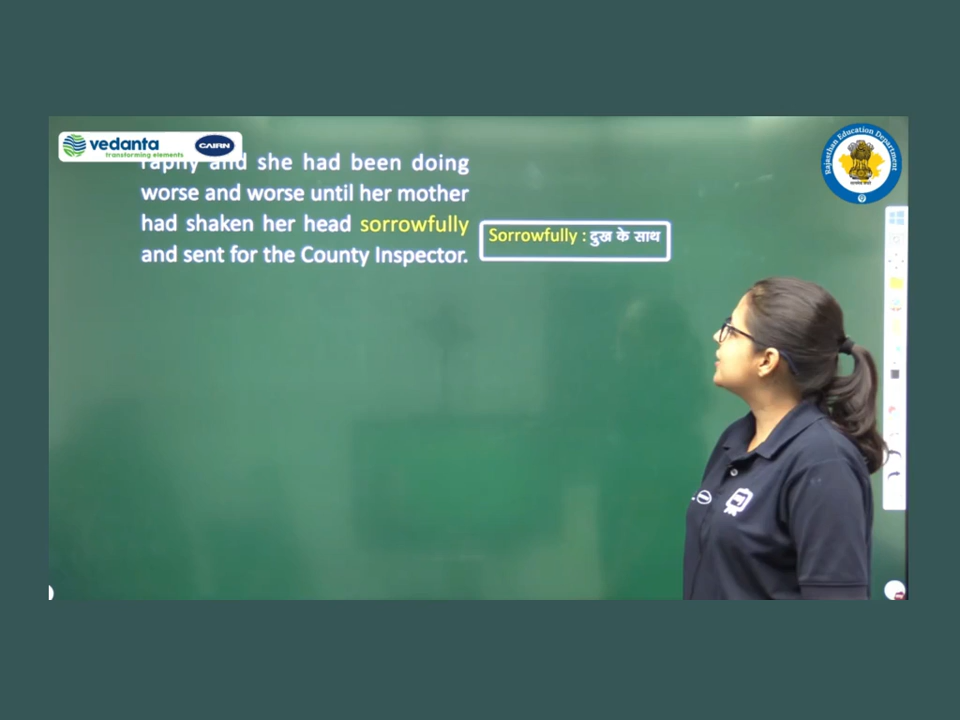 vedanta
transforming elements
CAIRN
Rajasthan Education Department
and she had been doing
worse and worse until her mother
had shaken her head sorrowfully
and sent for the County Inspector.
Sorrowfully : दुख के साथ